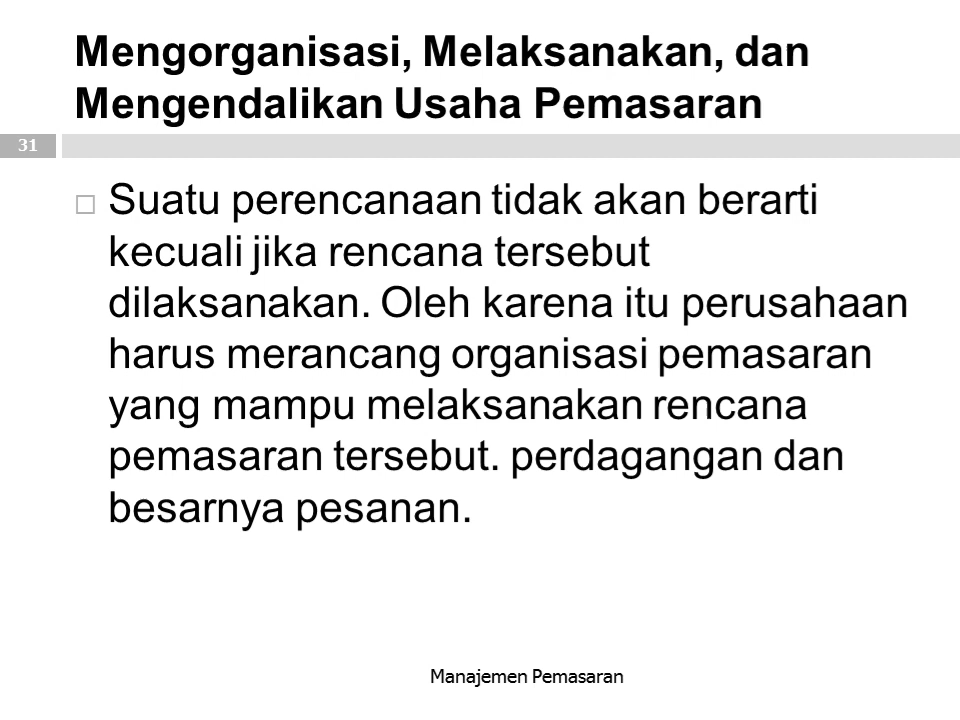 Mengorganisasi, Melaksanakan, dan
Mengendalikan Usaha Pemasaran
31
Suatu perencanaan tidak akan berarti
kecuali jika rencana tersebut
dilaksanakan. Oleh karena itu perusahaan
harus merancang organisasi pemasaran
yang mampu melaksanakan rencana
pemasaran tersebut. perdagangan dan
besarnya pesanan.
Manajemen Pemasaran